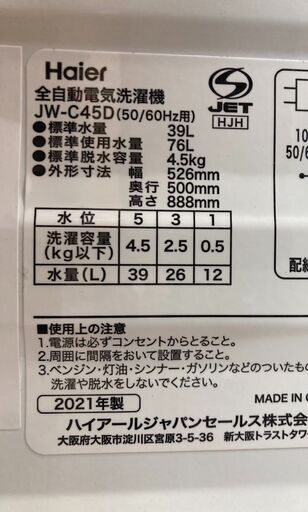 Haier
全自動電気洗濯機
JW-C45D(50/60Hz用)
JET
HJH
●標準水量 39L
●標準使用水量 76L
●標準脱水容量 4.5kg
●外形寸法 幅 526mm
奥行 500mm
高さ 888mm
10
50/6
水位 5 3 1
洗濯容量(kg以下) 4.5 2.5 0.5
水量(L) 39 26 12
配線
■使用上の注意
1.電源は必ずコンセントからとること。
2.周囲に間隔をおいて設置すること。
3.ベンジン・灯油・シンナー・ガソリンなどのついたもの
洗濯や脱水をしないでください。
2021年製
MADE IN C
ハイアールジャパンセールス株式会
大阪府大阪市淀川区宮原3-5-36 新大阪トラストタワー